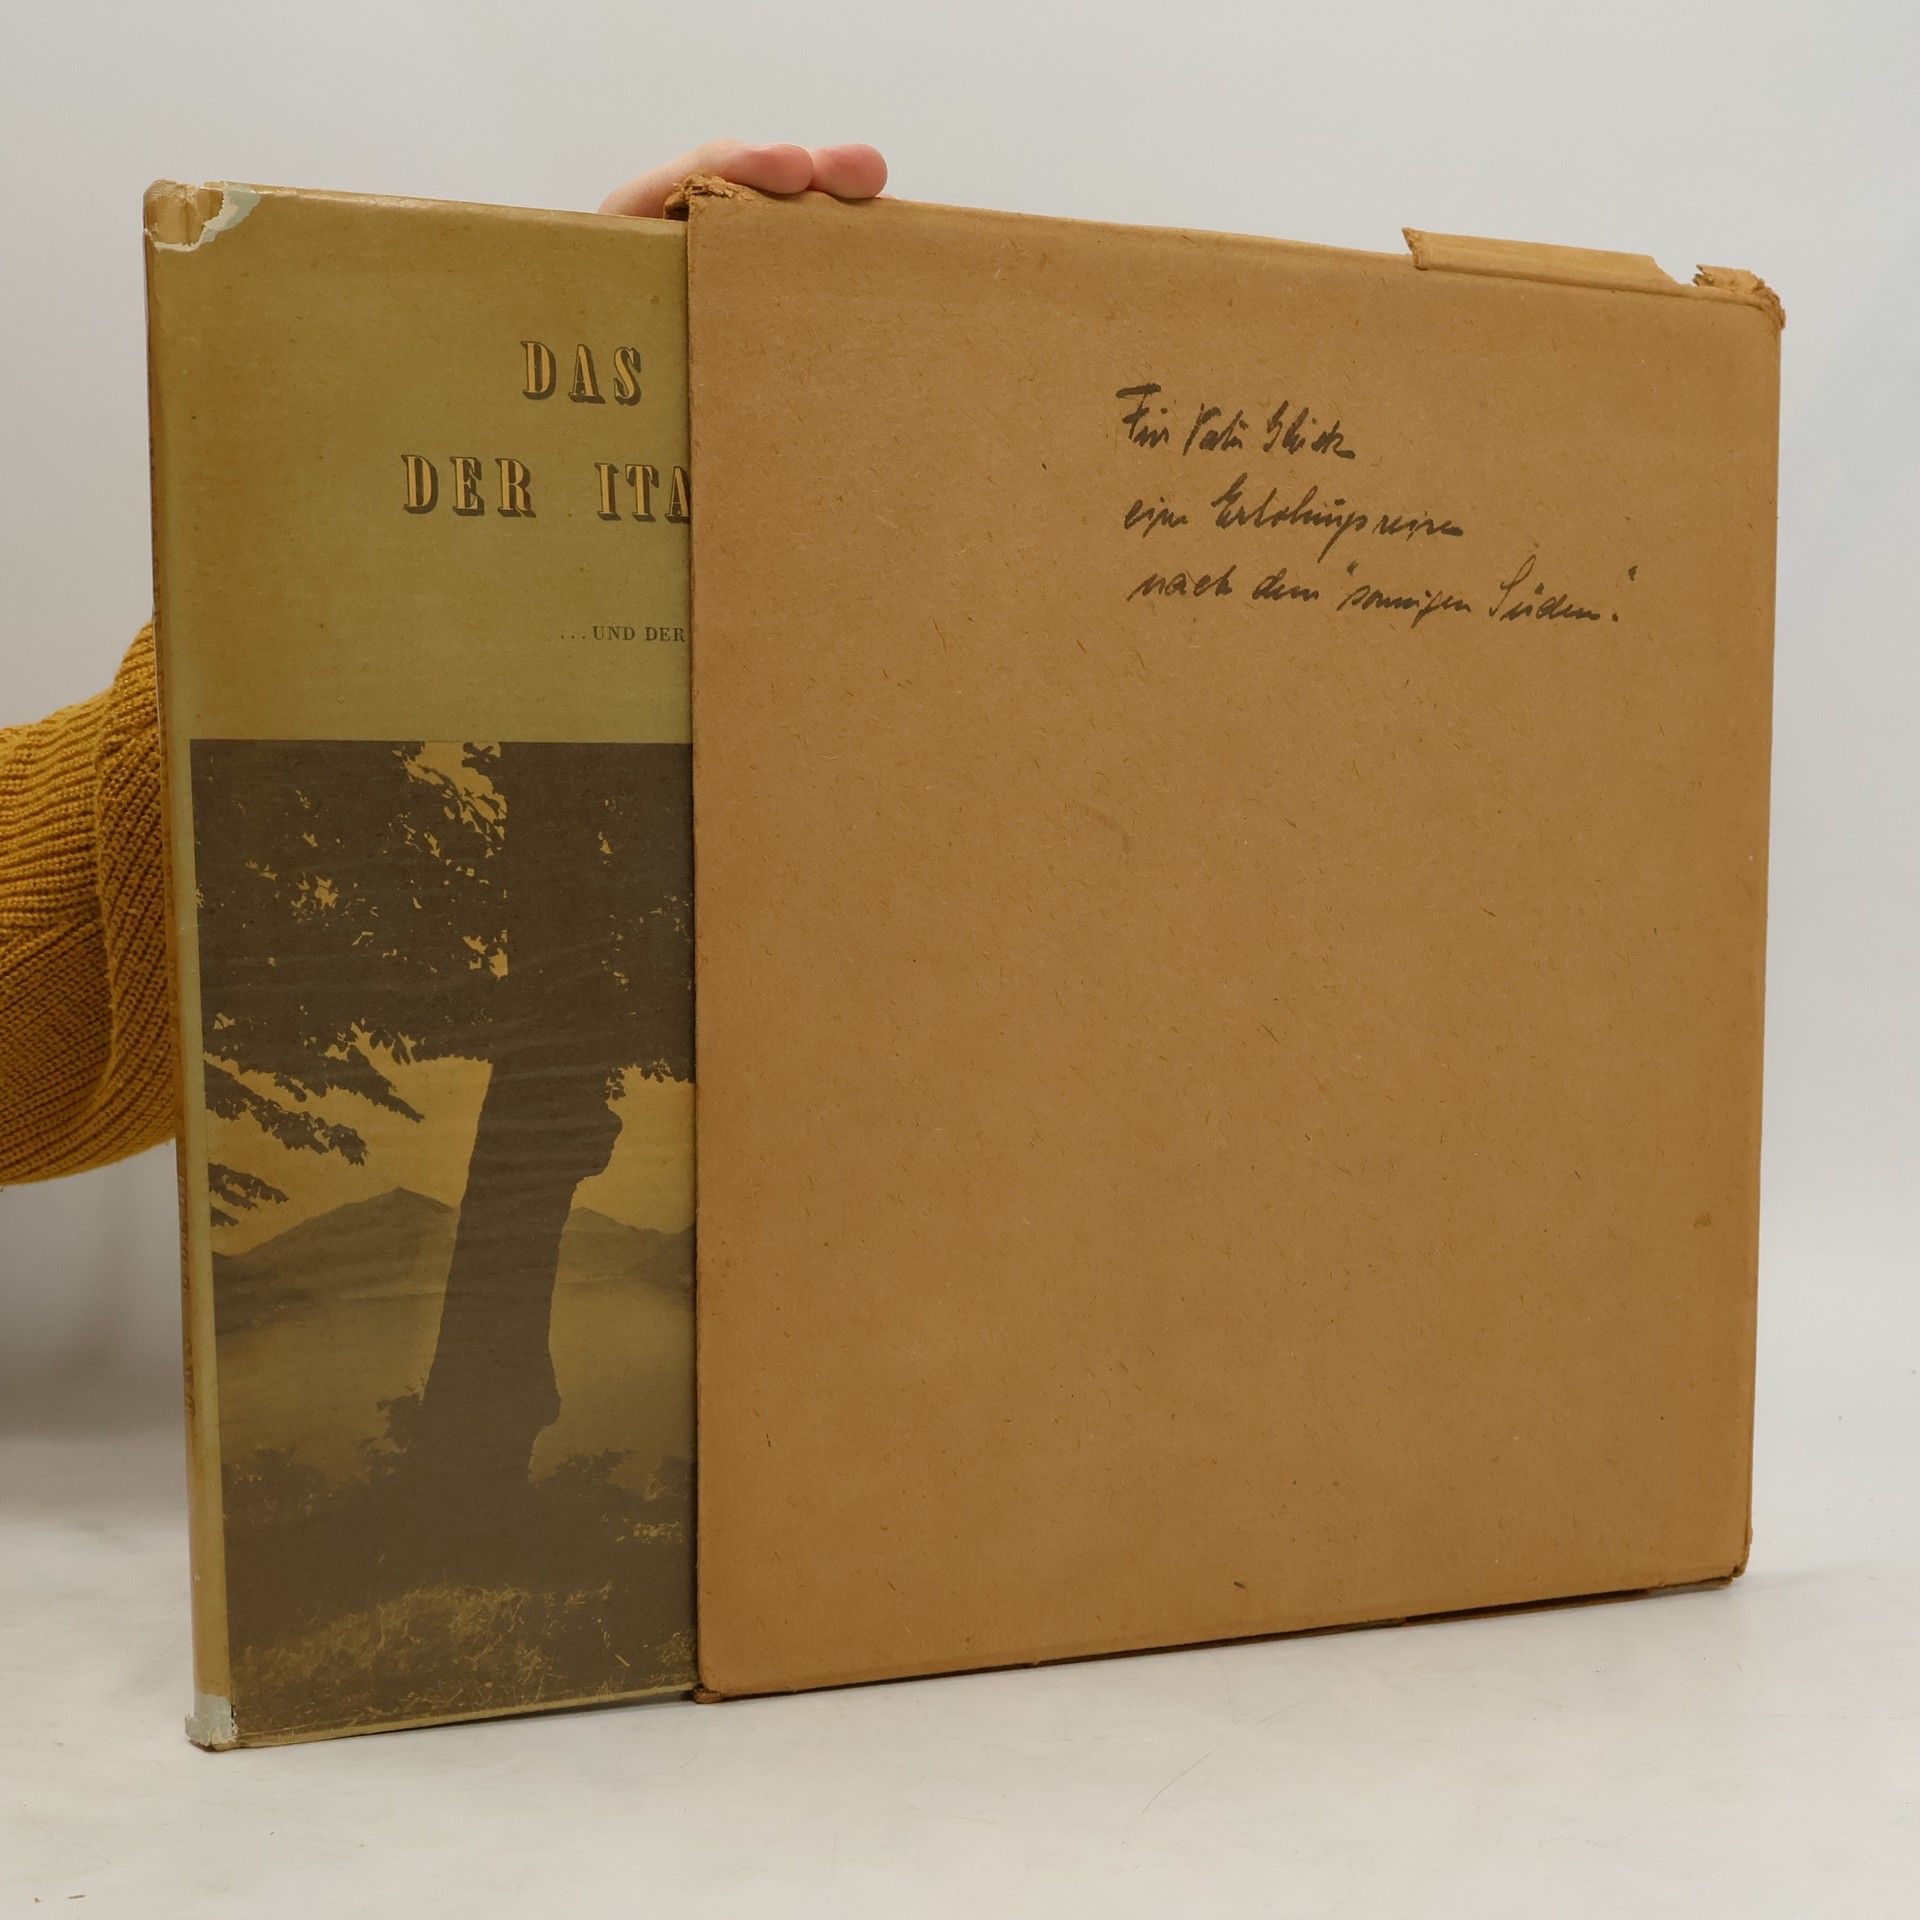 DAS
DER ITA
...UND DER
Für Vati Glück
eine Erholungsreise
nach dem "sonnigen Süden."